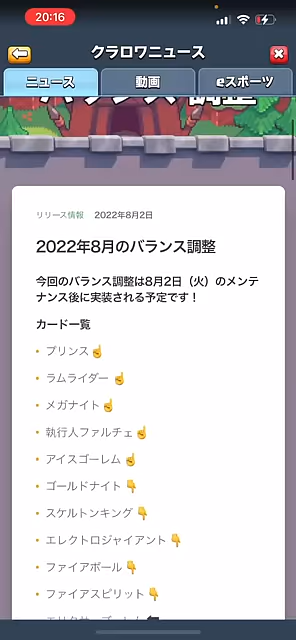 20:16
クラロワニュース
ニュース
動画
eスポーツ
バランス調整
リリース情報 2022年8月2日
2022年8月のバランス調整
今回のバランス調整は8月2日（火）のメンテ
ナンス後に実装される予定です！
カード一覧
• プリンス☝️
• ラムライダー ☝️
• メガナイト☝️
• 執行人ファルチェ☝️
• アイスゴーレム ☝️
• ゴールドナイト 👇
• スケルトンキング 👇
• エレクトロジャイアント 👇
• ファイアボール 👇
• ファイアスピリット 👇